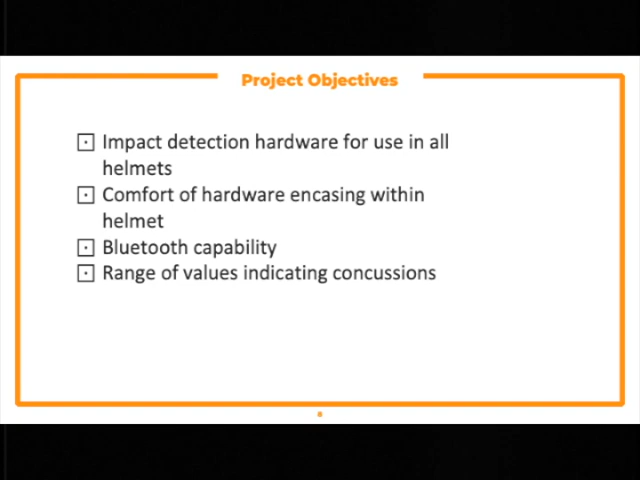 Project Objectives
Impact detection hardware for use in all
helmets
Comfort of hardware encasing within
helmet
Bluetooth capability
Range of values indicating concussions